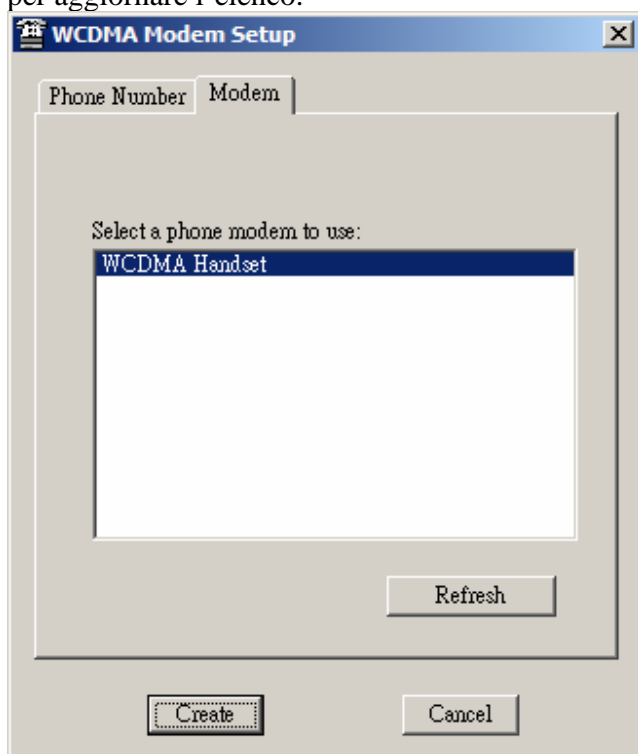 per aggiornare l'elenco.
WCDMA Modem Setup
Phone Number Modem
Select a phone modem to use:
WCDMA Handset
Refresh
Create Cancel